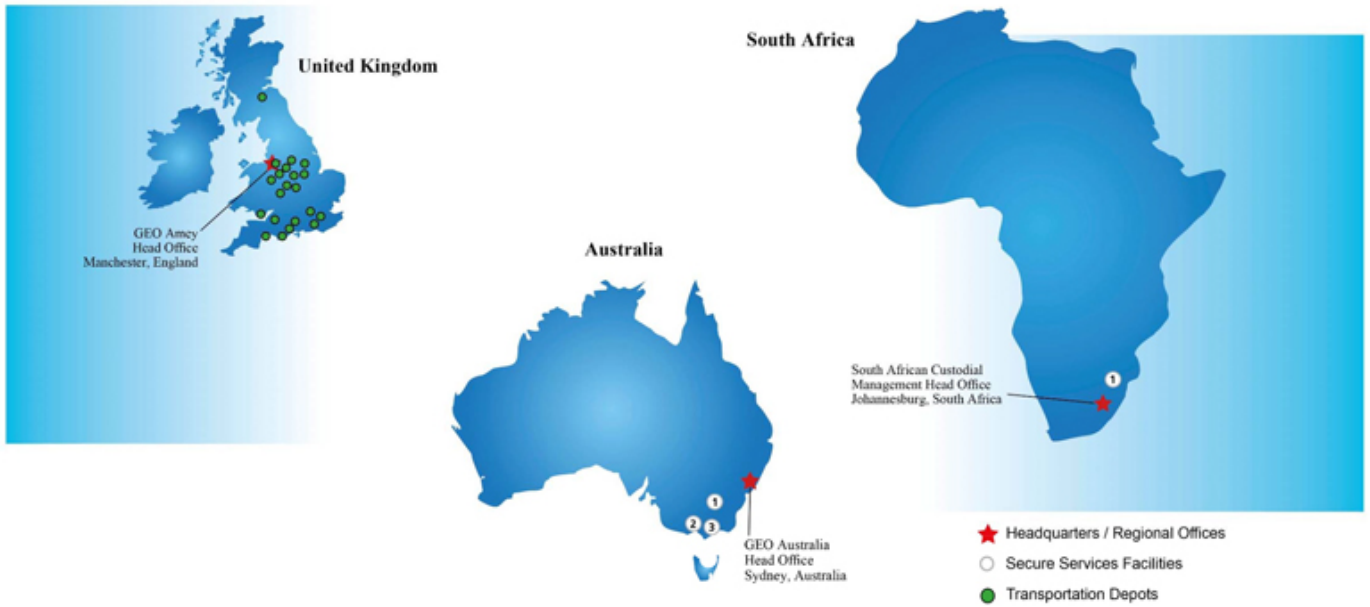 United Kingdom
GEO Amey
Head Office
Manchester, England
Australia
1
2
3
GEO Australia
Head Office
Sydney, Australia
South Africa
1
South African Custodial
Management Head Office
Johannesburg, South Africa
Headquarters / Regional Offices
Secure Services Facilities
Transportation Depots